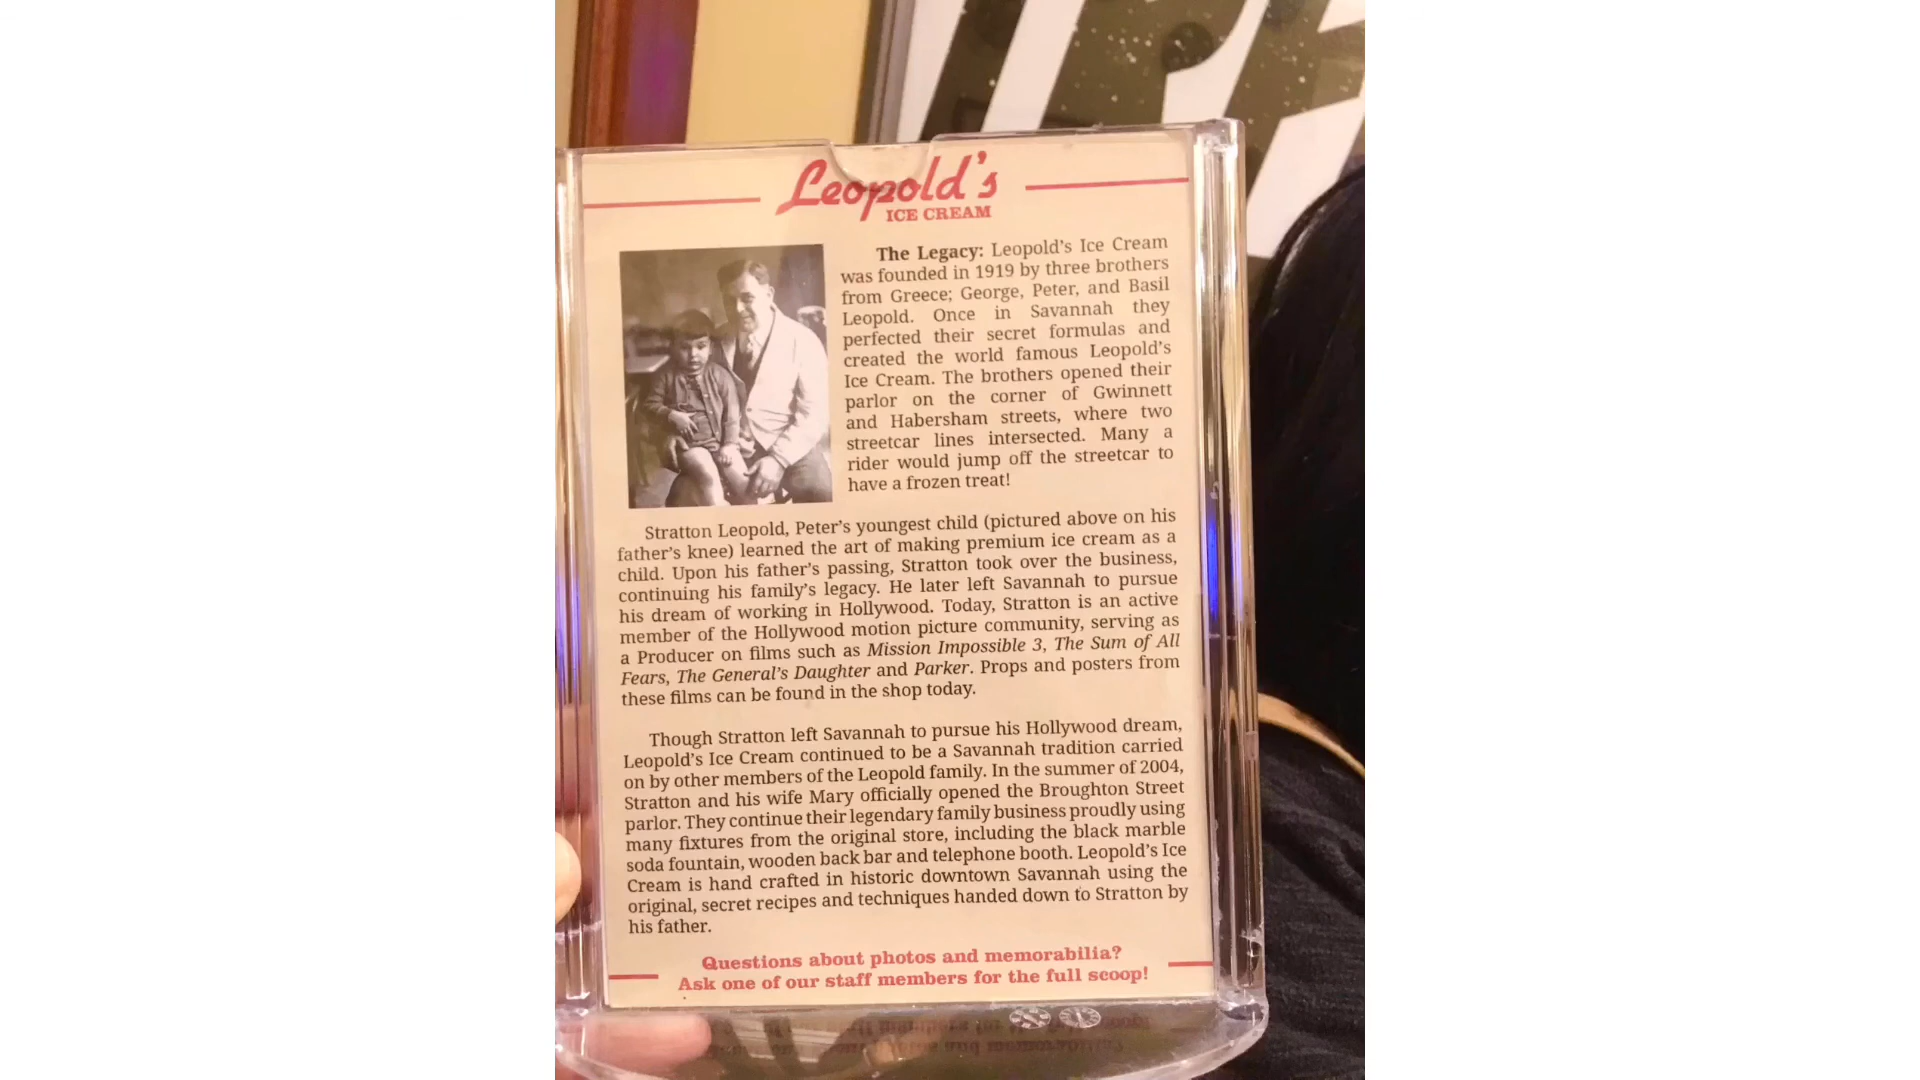 Leopold's
ICE CREAM
The Legacy: Leopold's Ice Cream
was founded in 1919 by three brothers
from Greece; George, Peter, and Basil
Leopold. Once in Savannah they
perfected their secret formulas and
created the world famous Leopold's
Ice Cream. The brothers opened their
parlor on the corner of Gwinnett
and Habersham streets, where two
streetcar lines intersected. Many a
rider would jump off the streetcar to
have a frozen treat!
Stratton Leopold, Peter's youngest child (pictured above on his
father's knee) learned the art of making premium ice cream as a
child. Upon his father's passing, Stratton took over the business,
continuing his family's legacy. He later left Savannah to pursue
his dream of working in Hollywood. Today, Stratton is an active
member of the Hollywood motion picture community, serving as
a Producer on films such as Mission Impossible 3, The Sum of All
Fears, The General's Daughter and Parker. Props and posters from
these films can be found in the shop today.
Though Stratton left Savannah to pursue his Hollywood dream,
Leopold's Ice Cream continued to be a Savannah tradition carried
on by other members of the Leopold family. In the summer of 2004,
Stratton and his wife Mary officially opened the Broughton Street
parlor. They continue their legendary family business proudly using
many fixtures from the original store, including the black marble
soda fountain, wooden back bar and telephone booth. Leopold's Ice
Cream is hand crafted in historic downtown Savannah using the
original, secret recipes and techniques handed down to Stratton by
his father.
Questions about photos and memorabilia?
Ask one of our staff members for the full scoop!